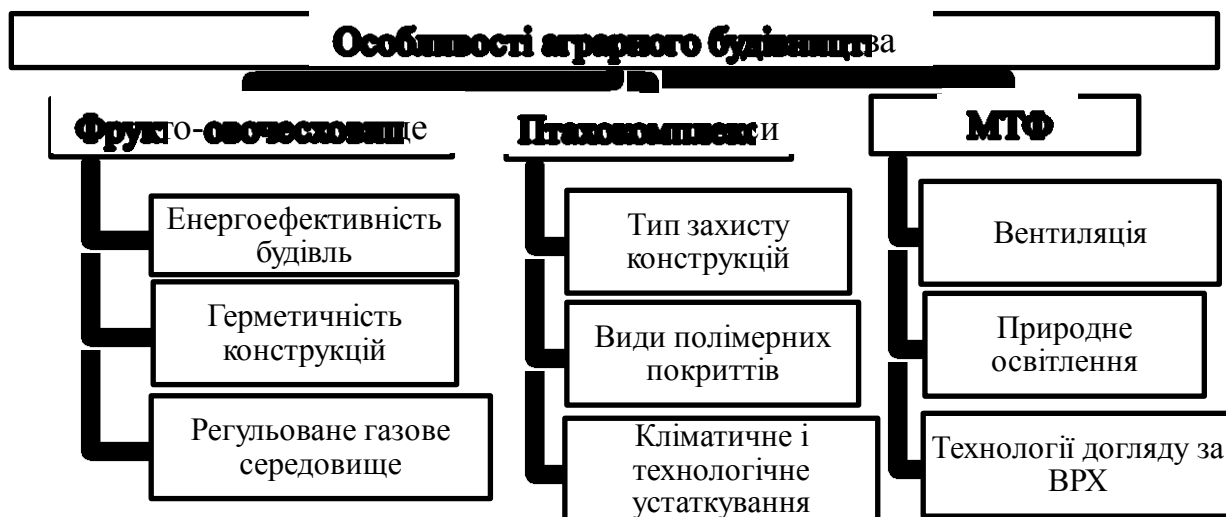 Особливості аграрного будівництва
Фрукто-овочесховище
Енергоефективність
будівль
Герметичність
конструкцій
Регульоване газове
середовище
Птахокомплекси
Тип захисту
конструкцій
Види полімерних
покриттів
Кліматичне і
технологічне
устаткування
МТФ
Вентиляція
Природне
освітлення
Технології догляду за
ВРХ